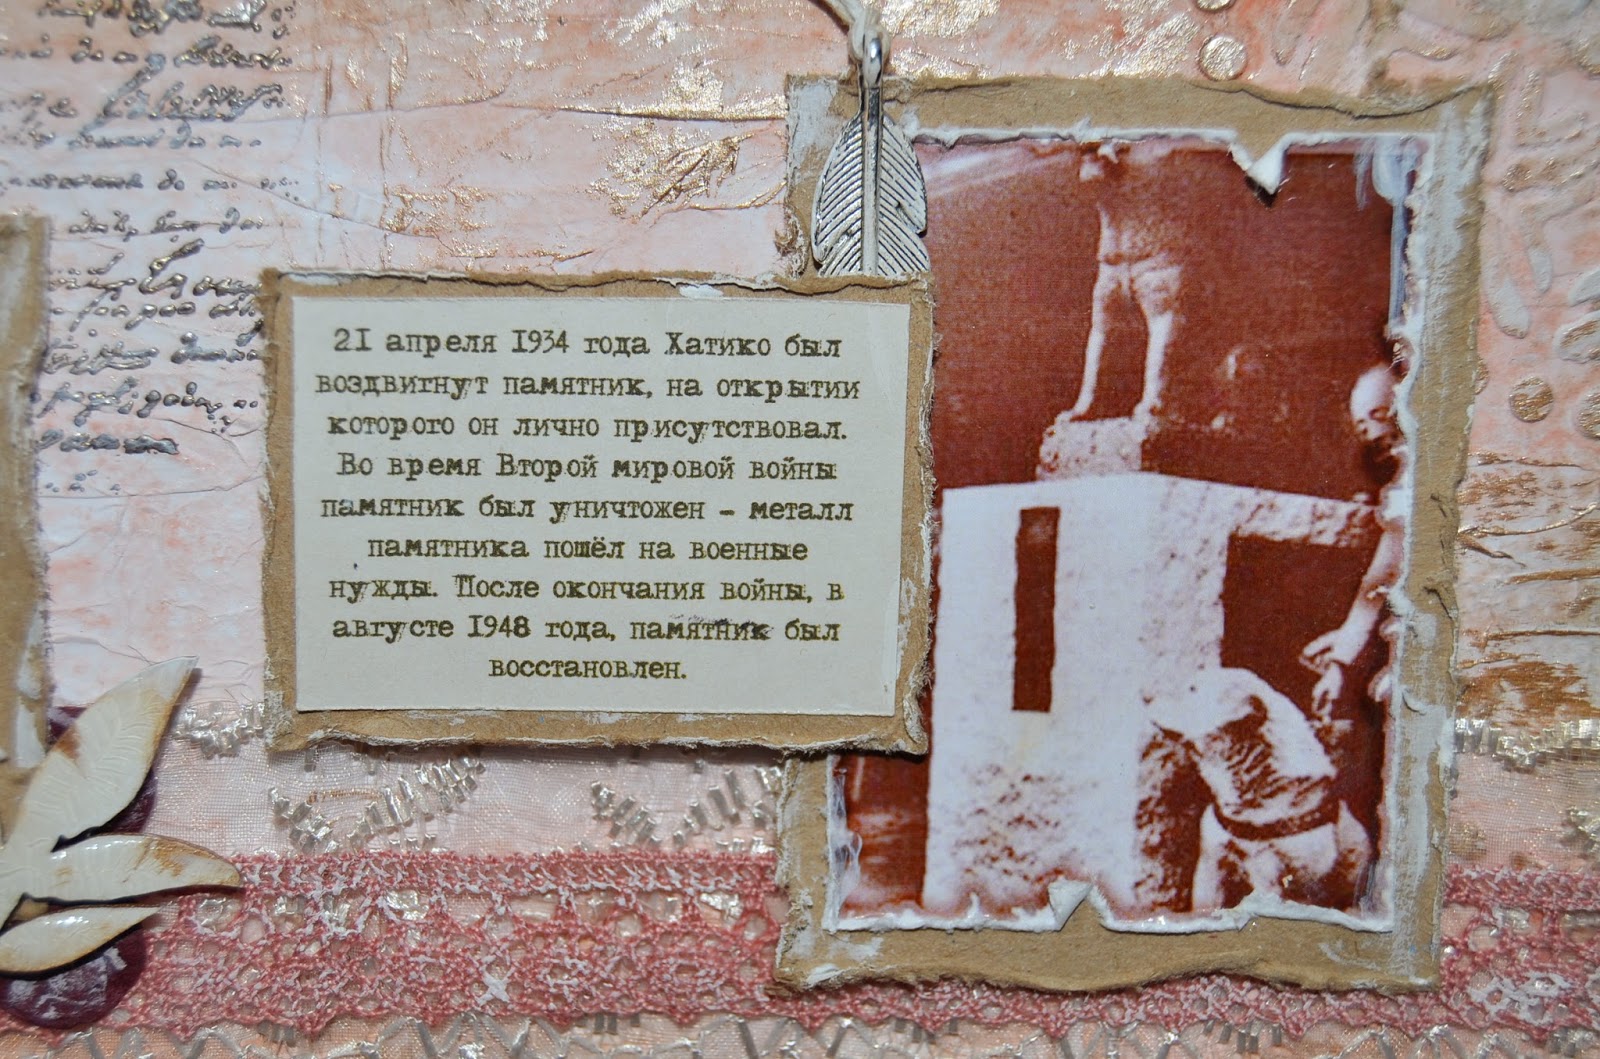 21 апреля 1934 года Хатико был
воздвигнут памятник, на открытии
которого он лично присутствовал.
Во время Второй мировой войны
памятник был уничтожен - металл
памятника пошёл на военные
нужды. После окончания войны, в
августе 1948 года, памятник был
восстановлен.